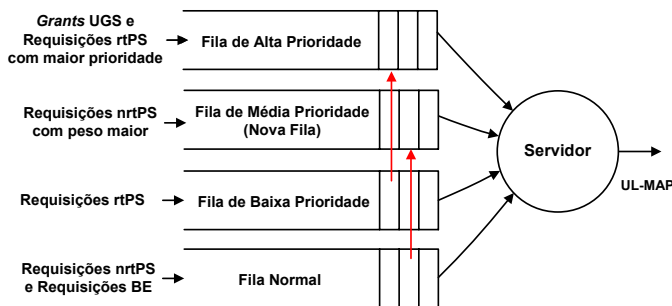 Grants UGS e
Requisições rtPS
com maior prioridade
Fila de Alta Prioridade
Requisições nrtPS
com peso maior
Fila de Média Prioridade
(Nova Fila)
Servidor
UL-MAP
Requisições rtPS
Fila de Baixa Prioridade
Requisições nrtPS
e Requisições BE
Fila Normal